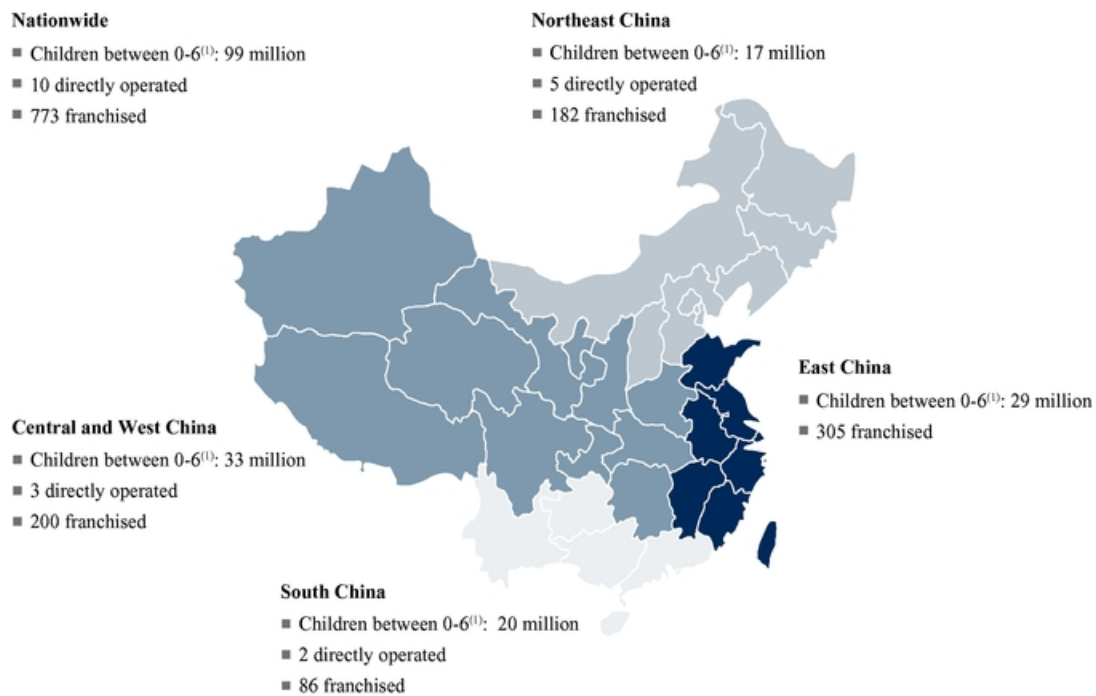 Nationwide
■ Children between 0-6⁽¹⁾: 99 million
■ 10 directly operated
■ 773 franchised
Northeast China
■ Children between 0-6⁽¹⁾: 17 million
■ 5 directly operated
■ 182 franchised
East China
■ Children between 0-6⁽¹⁾: 29 million
■ 305 franchised
Central and West China
■ Children between 0-6⁽¹⁾: 33 million
■ 3 directly operated
■ 200 franchised
South China
■ Children between 0-6⁽¹⁾: 20 million
■ 2 directly operated
■ 86 franchised